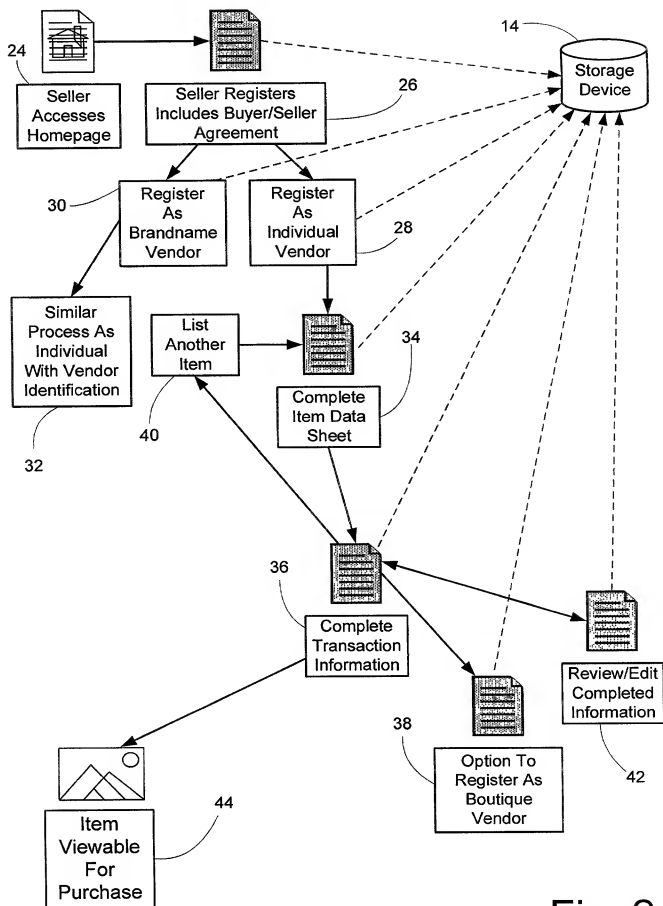 24
14
Storage
Device
Seller
Accesses
Homepage
Seller Registers
Includes Buyer/Seller
Agreement
26
30
Register
As
Brandname
Vendor
Register
As
Individual
Vendor
28
Similar
Process As
Individual
With Vendor
Identification
32
List
Another
Item
40
34
Complete
Item Data
Sheet
36
Complete
Transaction
Information
Review/Edit
Completed
Information
42
38
Option To
Register As
Boutique
Vendor
44
Item
Viewable
For
Purchase